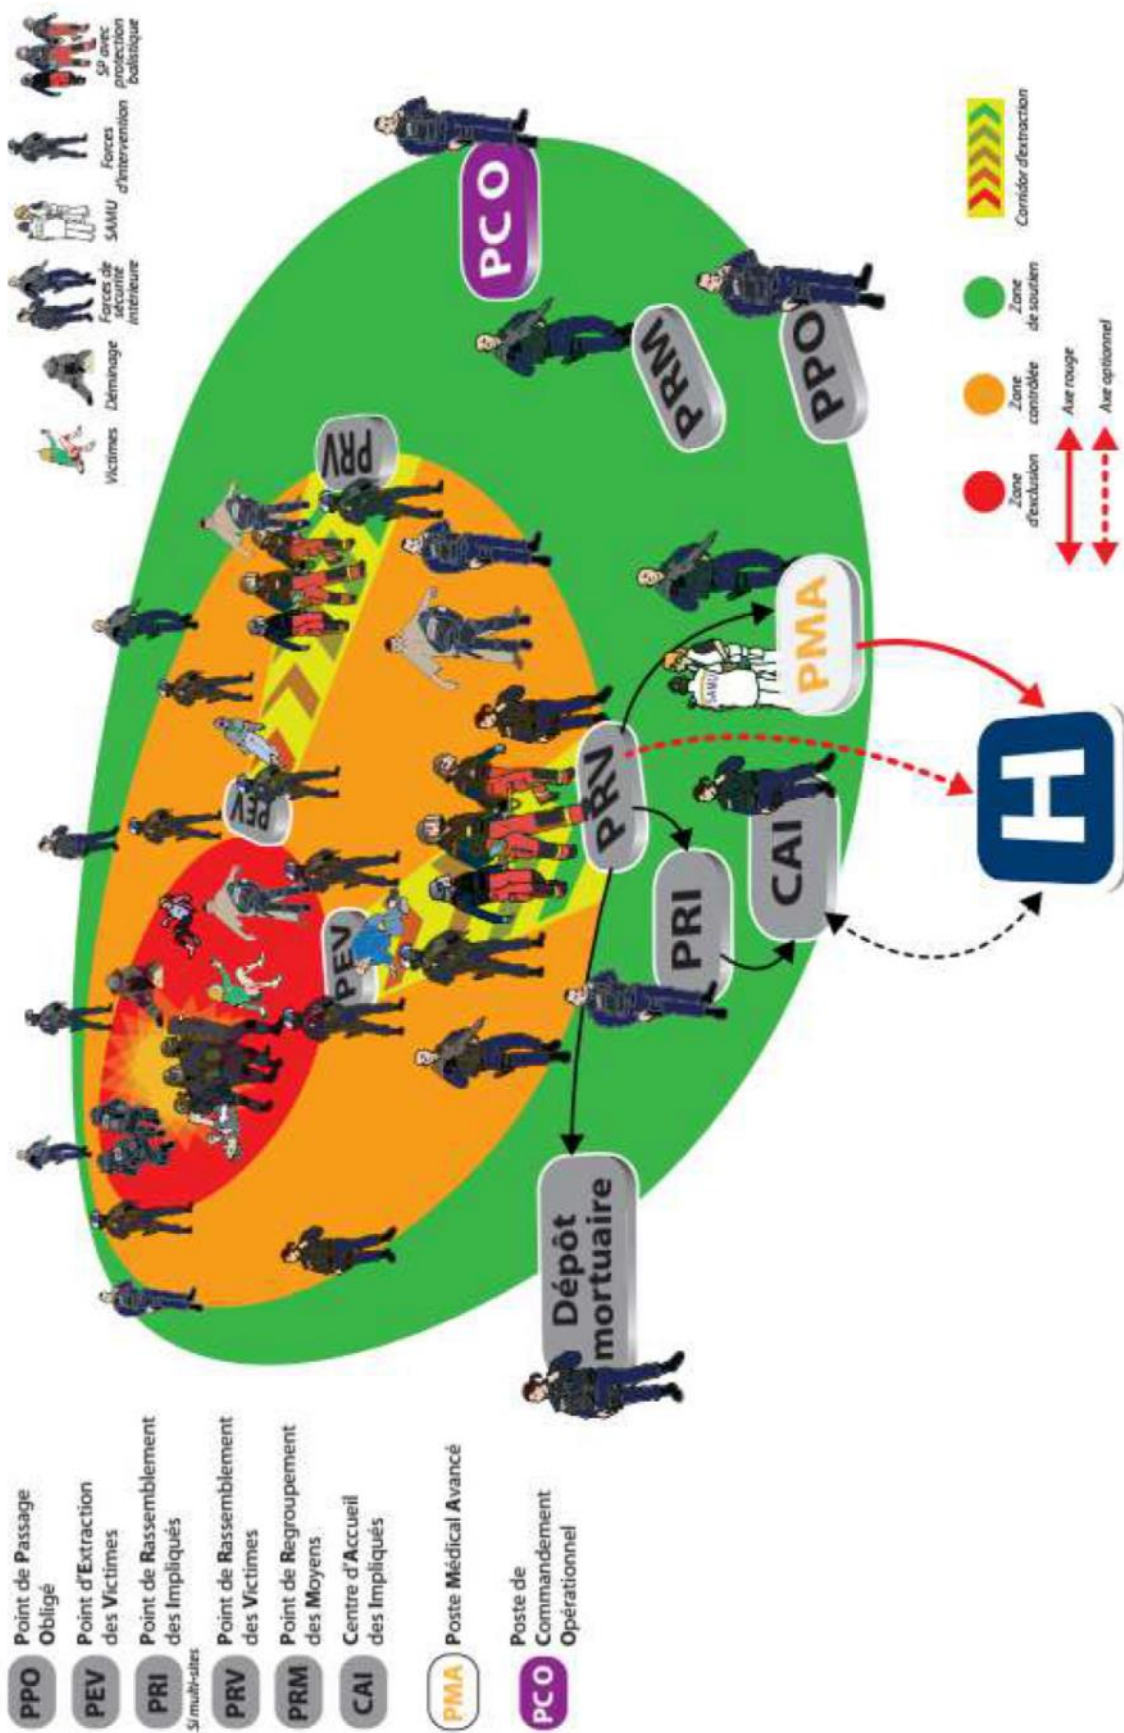 PPO
Point de Passage
Obligé
PEV
Point d'Extraction
des Victimes
PRI
Point de Rassemblement
des Impliqués
Si multi-sites
PRV
Point de Rassemblement
des Victimes
PRM
Point de Regroupement
des Moyens
CAI
Centre d'Accueil
des Impliqués
PMA
Poste Médical Avancé
PC O
Poste de
Commandement
Opérationnel
Victimes
Déminage
Forces de
sécurité
intérieure
SAMU
Forces
d'intervention
SP avec
protection
balistique
PEV
PEV
PRV
PRV
PC O
PRM
PPO
PMA
SAMU
PRI
CAI
Dépôt
mortuaire
H
Zone
d'exclusion
Zone
contrôlée
Zone
de soutien
Corridor d'extraction
Axe rouge
Axe optionnel